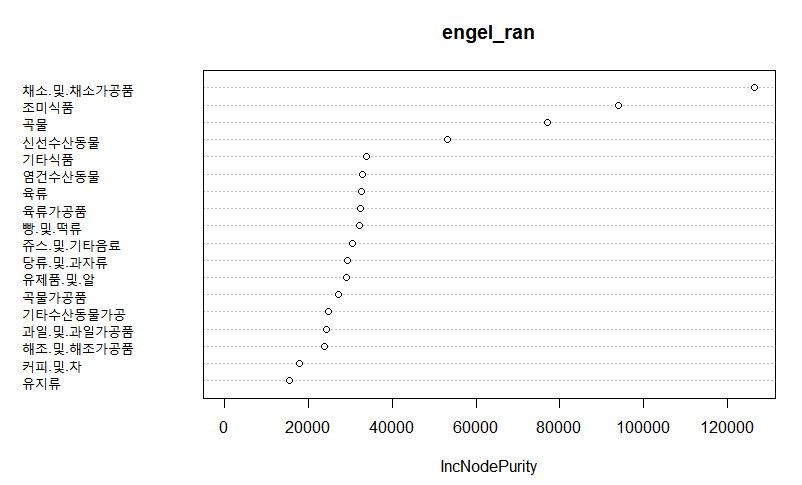 engel_ran
채소.및.채소가공품
조미식품
곡물
신선수산동물
기타식품
염건수산동물
육류
육류가공품
빵.및.떡류
쥬스.및.기타음료
당류.및.과자류
유제품.및.알
곡물가공품
기타수산동물가공
과일.및.과일가공품
해조.및.해조가공품
커피.및.차
유지류
0 20000 40000 60000 80000 100000 120000
IncNodePurity